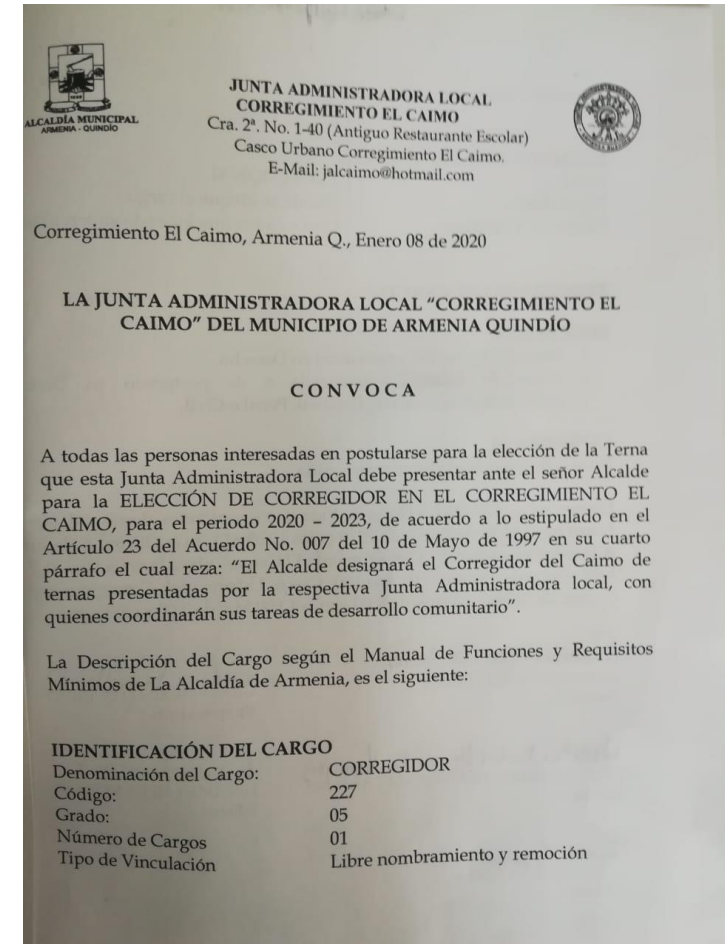 ALCALDÍA MUNICIPAL
ARMENIA - QUINDÍO
JUNTA ADMINISTRADORA LOCAL
CORREGIMIENTO EL CAIMO
Cra. 2ª. No. 1-40 (Antiguo Restaurante Escolar)
Casco Urbano Corregimiento El Caimo.
E-Mail: jalcaimo@hotmail.com
Corregimiento El Caimo, Armenia Q., Enero 08 de 2020
LA JUNTA ADMINISTRADORA LOCAL “CORREGIMIENTO EL
CAIMO” DEL MUNICIPIO DE ARMENIA QUINDÍO
C O N V O C A
A todas las personas interesadas en postularse para la elección de la Terna
que esta Junta Administradora Local debe presentar ante el señor Alcalde
para la ELECCIÓN DE CORREGIDOR EN EL CORREGIMIENTO EL
CAIMO, para el periodo 2020 – 2023, de acuerdo a lo estipulado en el
Artículo 23 del Acuerdo No. 007 del 10 de Mayo de 1997 en su cuarto
párrafo el cual reza: “El Alcalde designará el Corregidor del Caimo de
ternas presentadas por la respectiva Junta Administradora local, con
quienes coordinarán sus tareas de desarrollo comunitario”.
La Descripción del Cargo según el Manual de Funciones y Requisitos
Mínimos de La Alcaldía de Armenia, es el siguiente:
IDENTIFICACIÓN DEL CARGO
Denominación del Cargo: CORREGIDOR
Código: 227
Grado: 05
Número de Cargos 01
Tipo de Vinculación Libre nombramiento y remoción